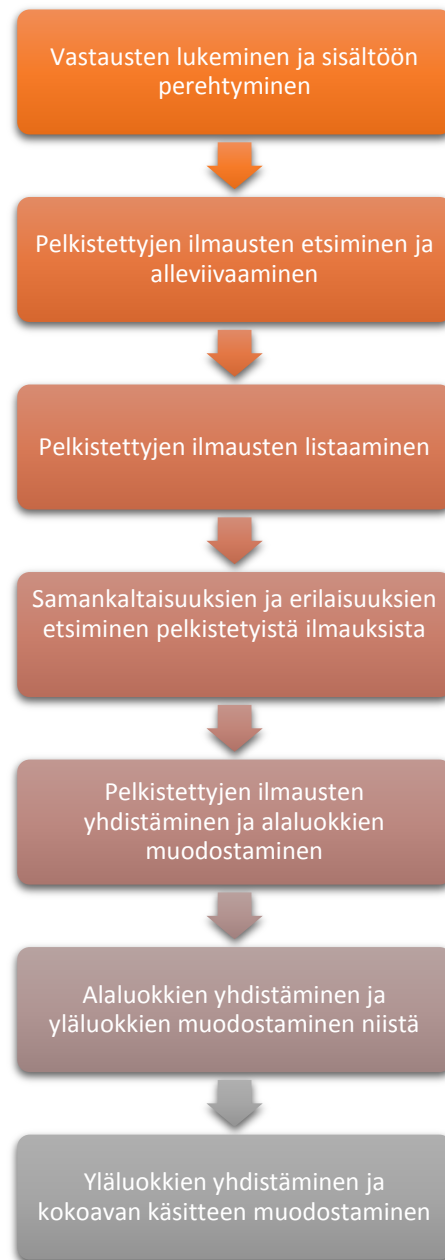 Vastausten lukeminen ja sisältöön
perehtyminen
Pelkistettyjen ilmausten etsiminen ja
alleviivaaminen
Pelkistettyjen ilmausten listaaminen
Samankaltaisuuksien ja erilaisuuksien
etsiminen pelkistetyistä ilmauksista
Pelkistettyjen ilmausten
yhdistäminen ja alaluokkien
muodostaminen
Alaluokkien yhdistäminen ja
yläluokkien muodostaminen niistä
Yläluokkien yhdistäminen ja
kokoavan käsitteen muodostaminen